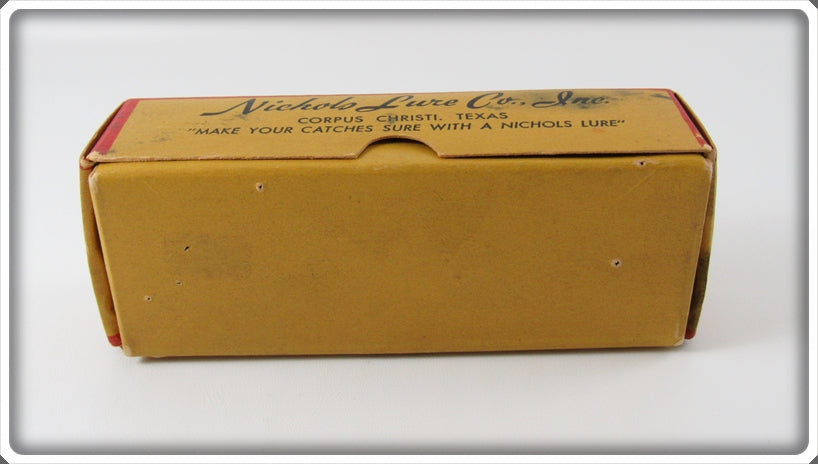 Nichols Lure Co., Inc.
CORPUS CHRISTI, TEXAS
"MAKE YOUR CATCHES SURE WITH A NICHOLS LURE"